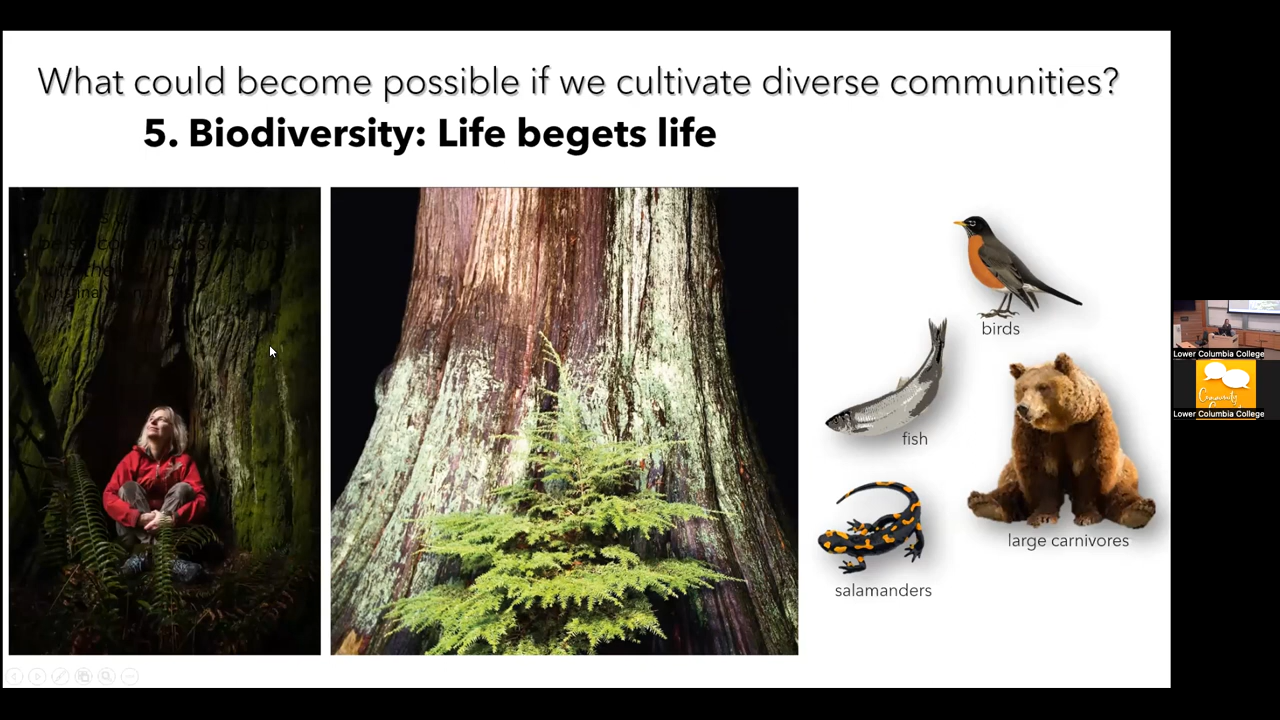 What could become possible if we cultivate diverse communities?
5. Biodiversity: Life begets life
birds
fish
large carnivores
salamanders
Lower Columbia College
Community
Lower Columbia College